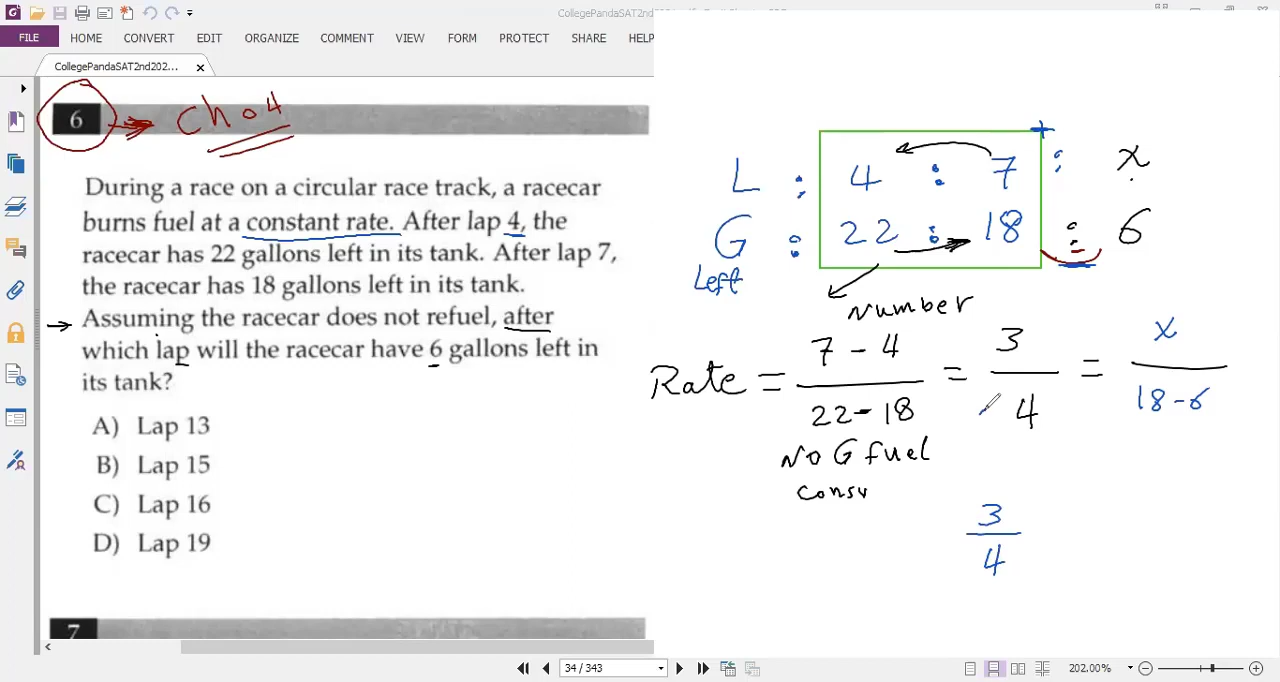 CollegePandaSAT2nd202
FILE HOME CONVERT EDIT ORGANIZE COMMENT VIEW FORM PROTECT SHARE HELP
CollegePandaSAT2nd202... x
6 Ch04
During a race on a circular race track, a racecar
burns fuel at a constant rate. After lap 4, the
racecar has 22 gallons left in its tank. After lap 7,
the racecar has 18 gallons left in its tank.
Assuming the racecar does not refuel, after
which lap will the racecar have 6 gallons left in
its tank?
A) Lap 13
B) Lap 15
C) Lap 16
D) Lap 19
7
L : 4 : 7 : x
G : 22 : 18 : 6
Left
Number
Rate = 7 - 4 / 22 - 18 = 3 / 4 = x / 18 - 6
No G fuel
consu
3
4
34 / 343
202.00%